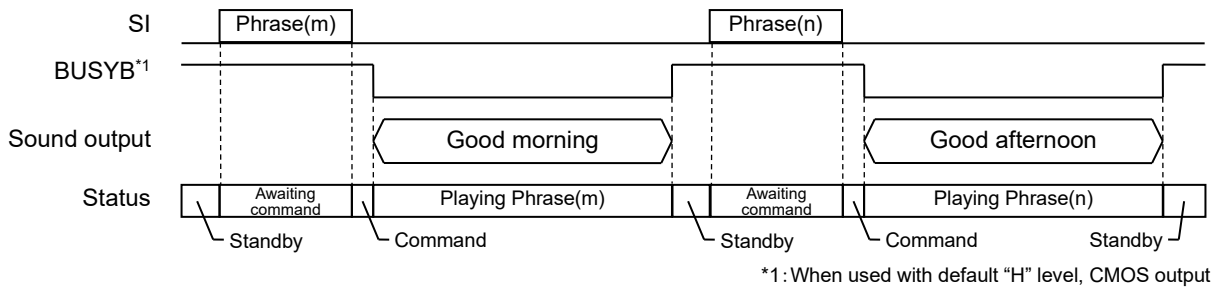 SI Phrase(m) Phrase(n)
BUSYB*1
Sound output Good morning Good afternoon
Status Awaiting command Playing Phrase(m) Awaiting command Playing Phrase(n)
Standby Command Standby Command Standby
*1:When used with default “H” level, CMOS output